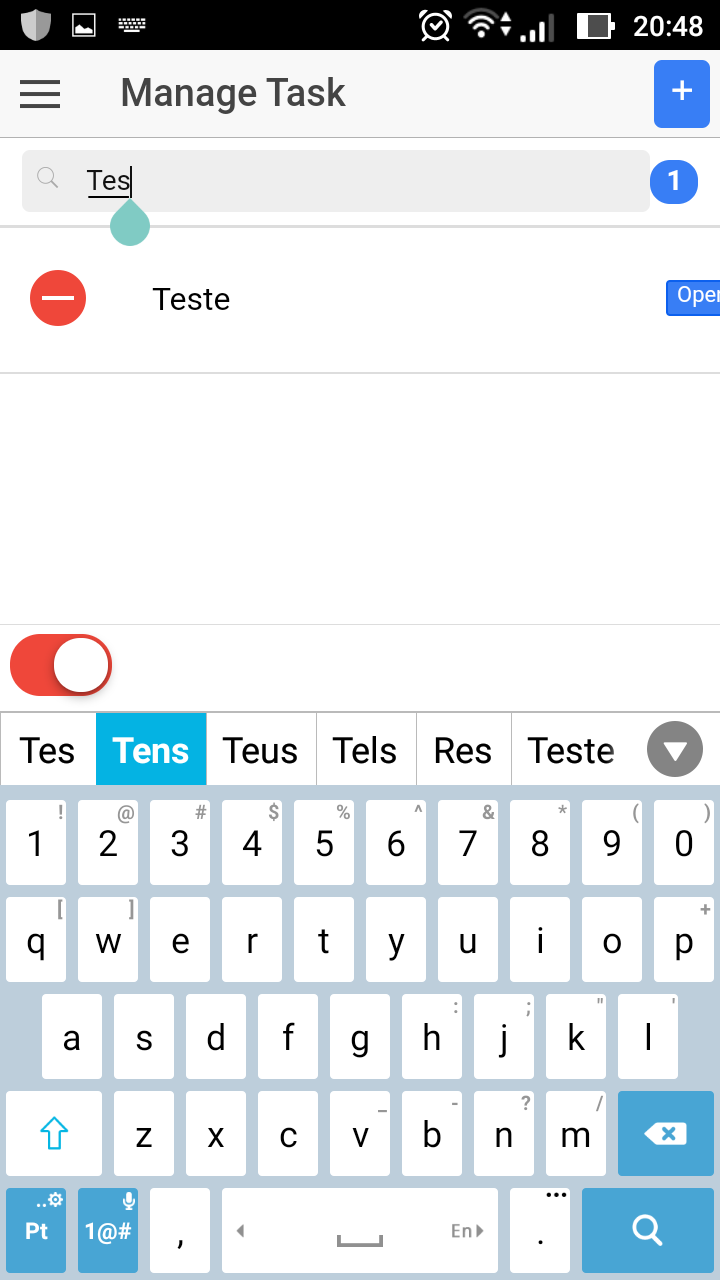 20:48
Manage Task +
Tes 1
Teste Oper
Tes Tens Teus Tels Res Teste
! @ # $ % ^ & * ( )
1 2 3 4 5 6 7 8 9 0
[ ] +
q w e r t y u i o p
: ; " '
a s d f g h j k l
_ - ? /
z x c v b n m
.. ...
Pt 1@# , En .